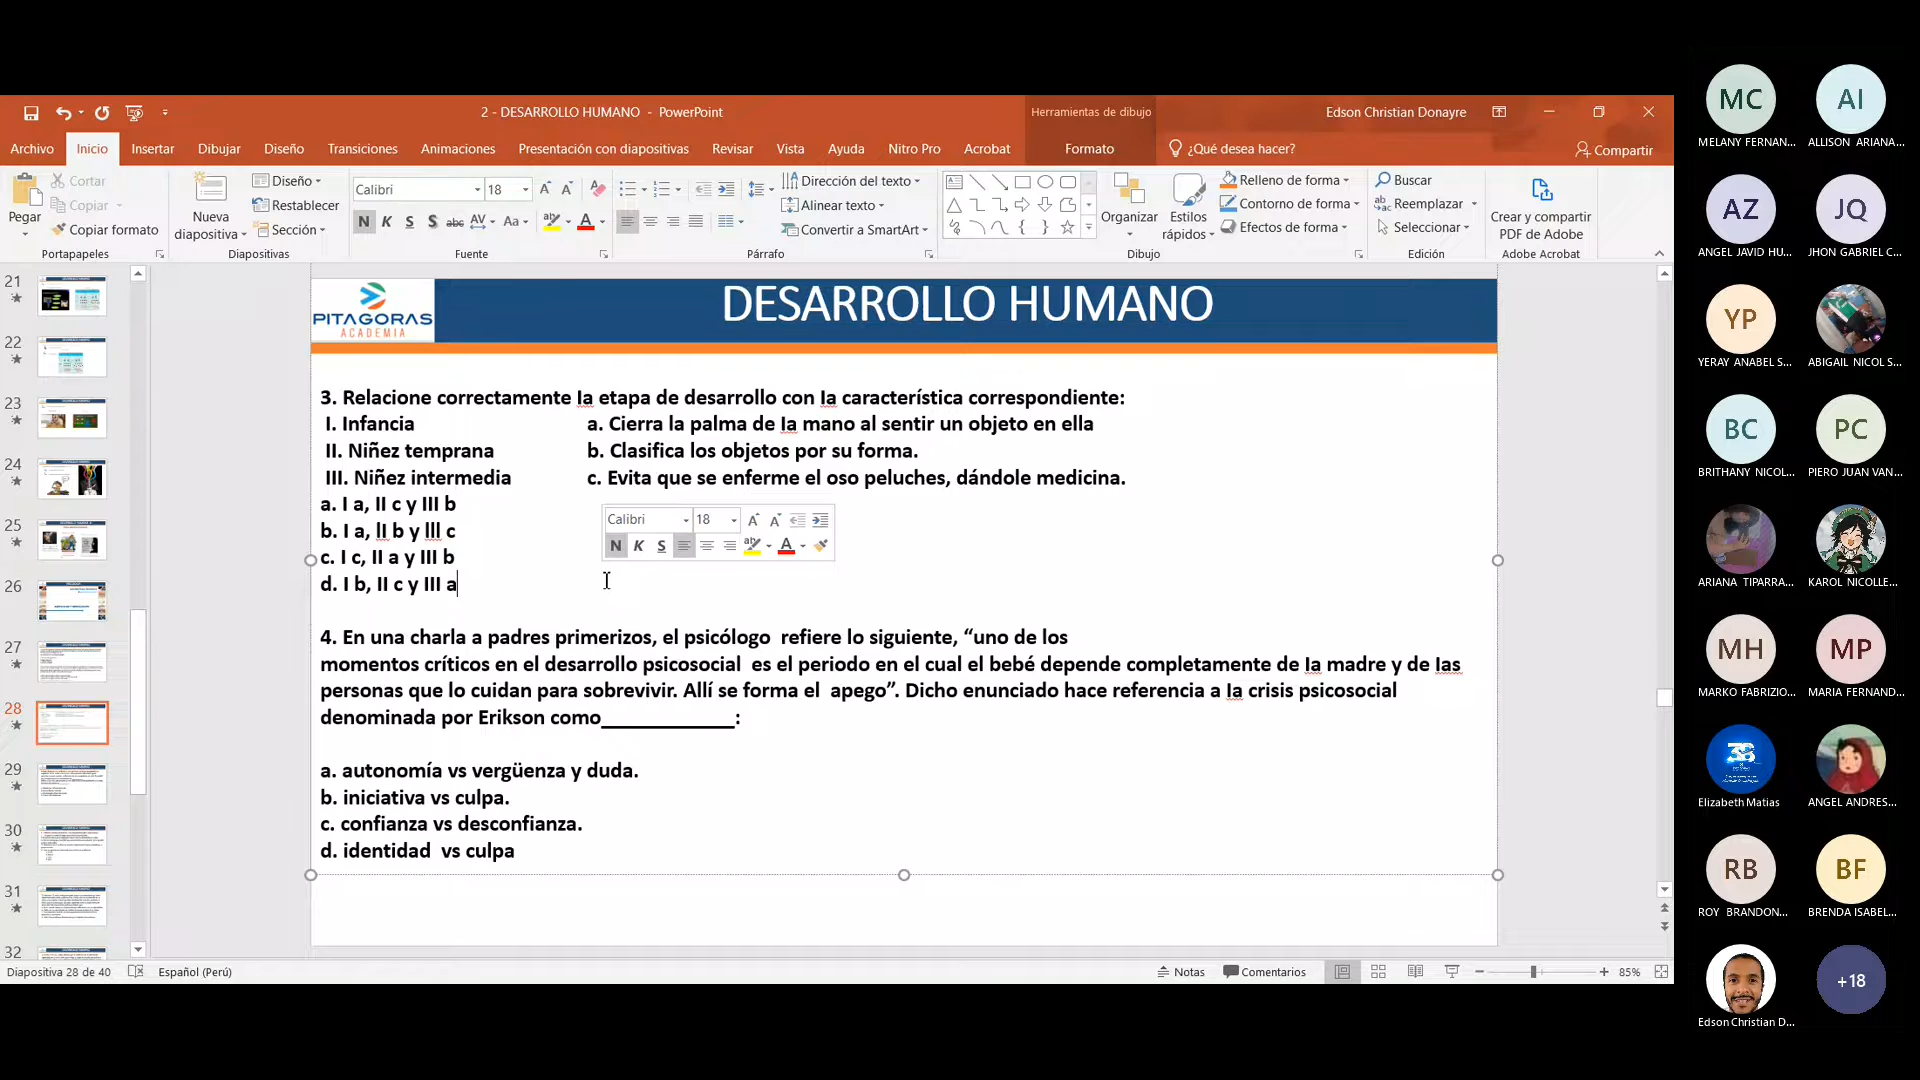 2 - DESARROLLO HUMANO - PowerPoint
Herramientas de dibujo
Edson Christian Donayre
Archivo Inicio Insertar Dibujar Diseño Transiciones Animaciones Presentación con diapositivas Revisar Vista Ayuda Nitro Pro Acrobat Formato ¿Qué desea hacer? Compartir
Pegar
Cortar
Copiar
Copiar formato
Portapapeles
Nueva diapositiva
Diseño
Restablecer
Sección
Diapositivas
Calibri 18
N K S S abc AV Aa A
Fuente
Dirección del texto
Alinear texto
Convertir a SmartArt
Párrafo
Organizar
Estilos rápidos
Relleno de forma
Contorno de forma
Efectos de forma
Dibujo
Buscar
Reemplazar
Seleccionar
Edición
Crear y compartir PDF de Adobe
Adobe Acrobat
21
22
23
24
25
26
27
28
29
30
31
32
PITAGORAS
ACADEMIA
DESARROLLO HUMANO
3. Relacione correctamente la etapa de desarrollo con la característica correspondiente:
I. Infancia a. Cierra la palma de la mano al sentir un objeto en ella
II. Niñez temprana b. Clasifica los objetos por su forma.
III. Niñez intermedia c. Evita que se enferme el oso peluches, dándole medicina.
a. I a, II c y III b
b. I a, lI b y lll c
c. I c, II a y III b
d. I b, II c y III a
Calibri 18
N K S
4. En una charla a padres primerizos, el psicólogo refiere lo siguiente, “uno de los
momentos críticos en el desarrollo psicosocial es el periodo en el cual el bebé depende completamente de la madre y de las
personas que lo cuidan para sobrevivir. Allí se forma el apego”. Dicho enunciado hace referencia a la crisis psicosocial
denominada por Erikson como____________:
a. autonomía vs vergüenza y duda.
b. iniciativa vs culpa.
c. confianza vs desconfianza.
d. identidad vs culpa
Diapositiva 28 de 40 Español (Perú) Notas Comentarios 85%
MC AI
MELANY FERNAN... ALLISON ARIANA...
AZ JQ
ANGEL JAVID HU... JHON GABRIEL C...
YP
YERAY ANABEL S... ABIGAIL NICOL S...
BC PC
BRITHANY NICOL... PIERO JUAN VAN...
ARIANA TIPARRA... KAROL NICOLLE...
MH MP
MARKO FABRIZIO... MARIA FERNAND...
Elizabeth Matias ANGEL ANDRES...
RB BF
ROY BRANDON... BRENDA ISABEL...
+18
Edson Christian D...